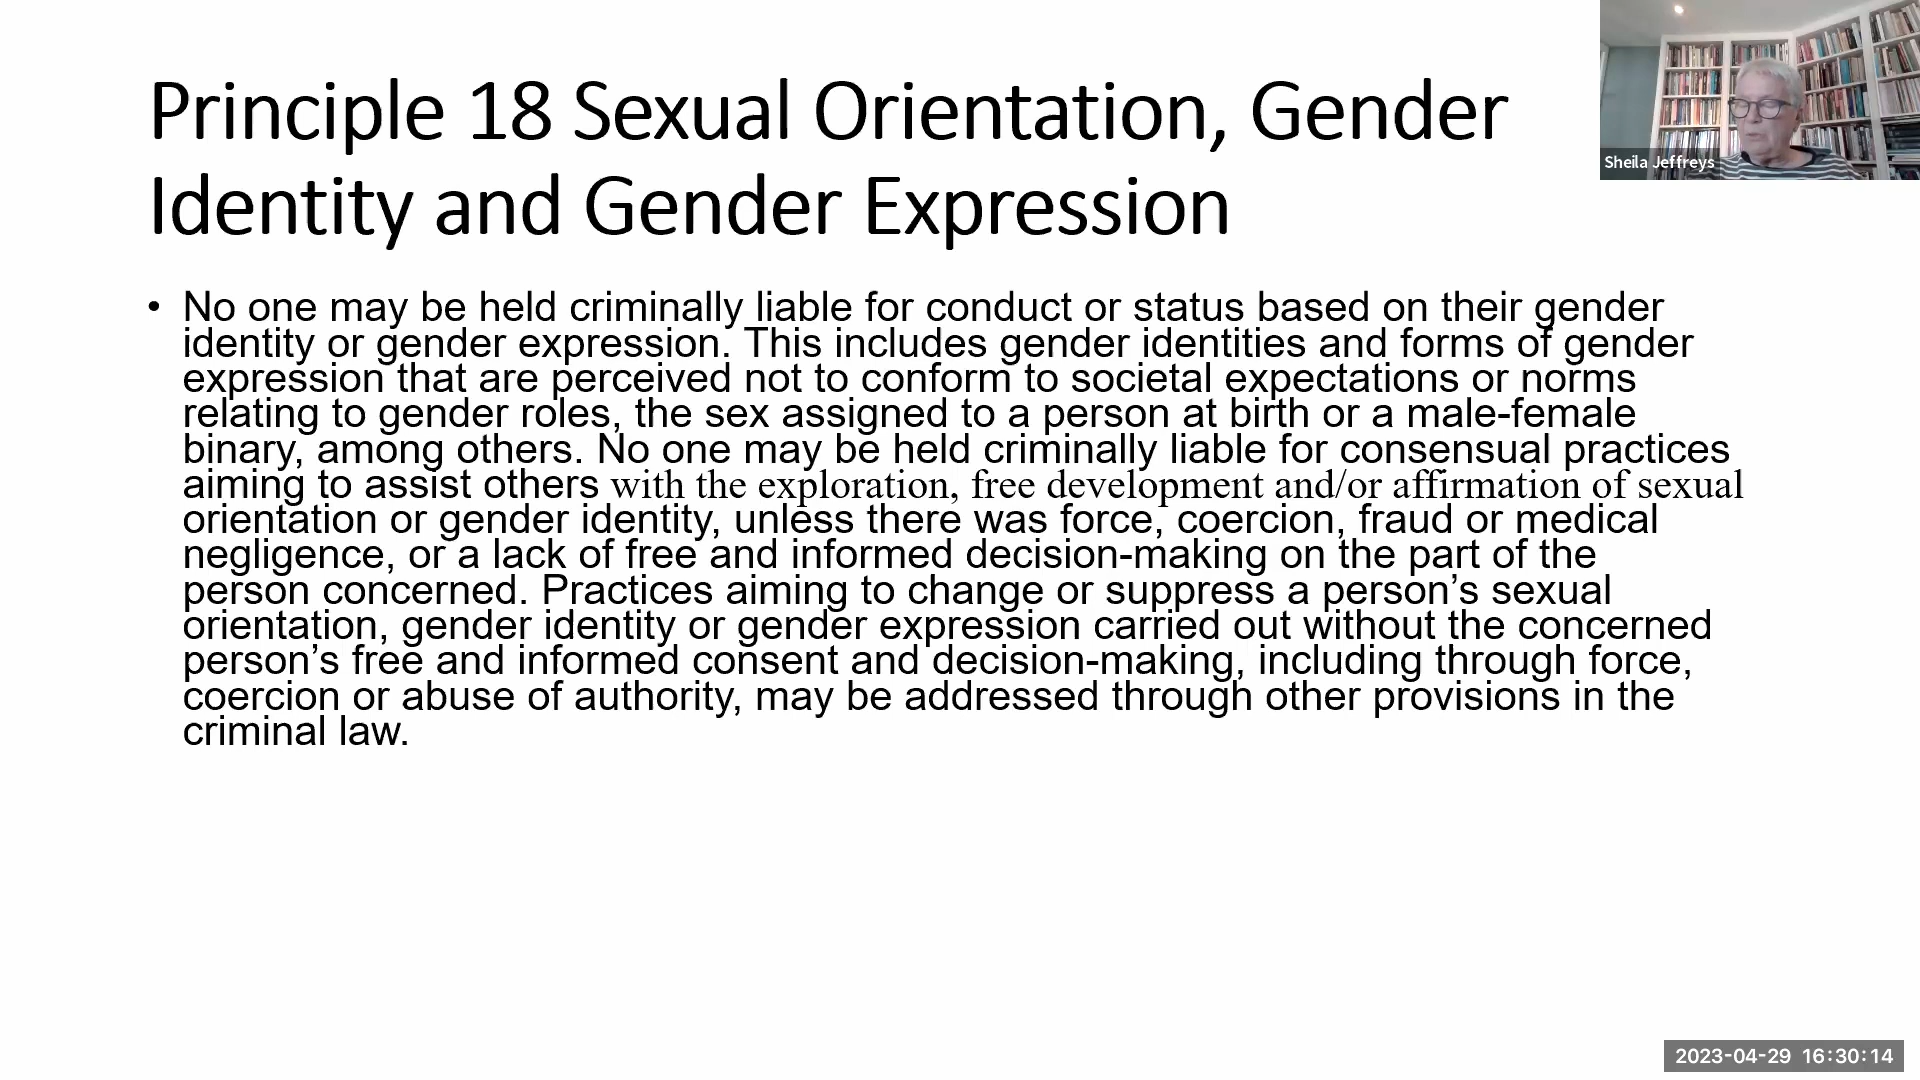 Principle 18 Sexual Orientation, Gender
Identity and Gender Expression
Sheila Jeffreys
• No one may be held criminally liable for conduct or status based on their gender
identity or gender expression. This includes gender identities and forms of gender
expression that are perceived not to conform to societal expectations or norms
relating to gender roles, the sex assigned to a person at birth or a male-female
binary, among others. No one may be held criminally liable for consensual practices
aiming to assist others with the exploration, free development and/or affirmation of sexual
orientation or gender identity, unless there was force, coercion, fraud or medical
negligence, or a lack of free and informed decision-making on the part of the
person concerned. Practices aiming to change or suppress a person’s sexual
orientation, gender identity or gender expression carried out without the concerned
person’s free and informed consent and decision-making, including through force,
coercion or abuse of authority, may be addressed through other provisions in the
criminal law.
2023-04-29 16:30:14